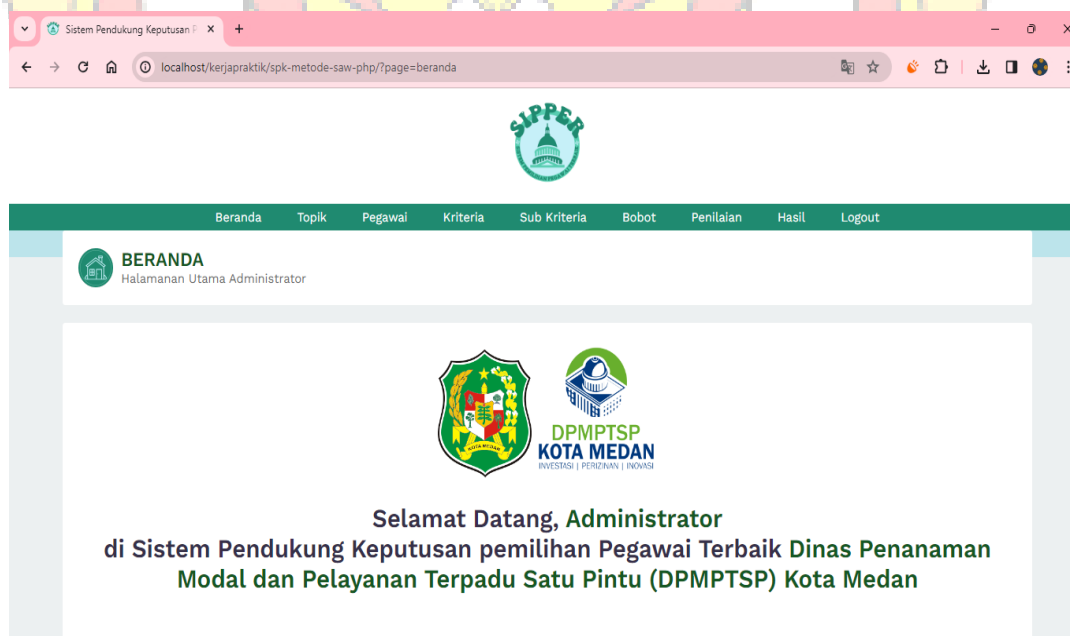 Sistem Pendukung Keputusan P
localhost/kerjapraktik/spk-metode-saw-php/?page=beranda
SIPPER
Beranda Topik Pegawai Kriteria Sub Kriteria Bobot Penilaian Hasil Logout
BERANDA
Halamanan Utama Administrator
KOTA MEDAN
DPMPTSP
KOTA MEDAN
INVESTASI | PERIZINAN | INOVASI
Selamat Datang, Administrator
di Sistem Pendukung Keputusan pemilihan Pegawai Terbaik Dinas Penanaman
Modal dan Pelayanan Terpadu Satu Pintu (DPMPTSP) Kota Medan